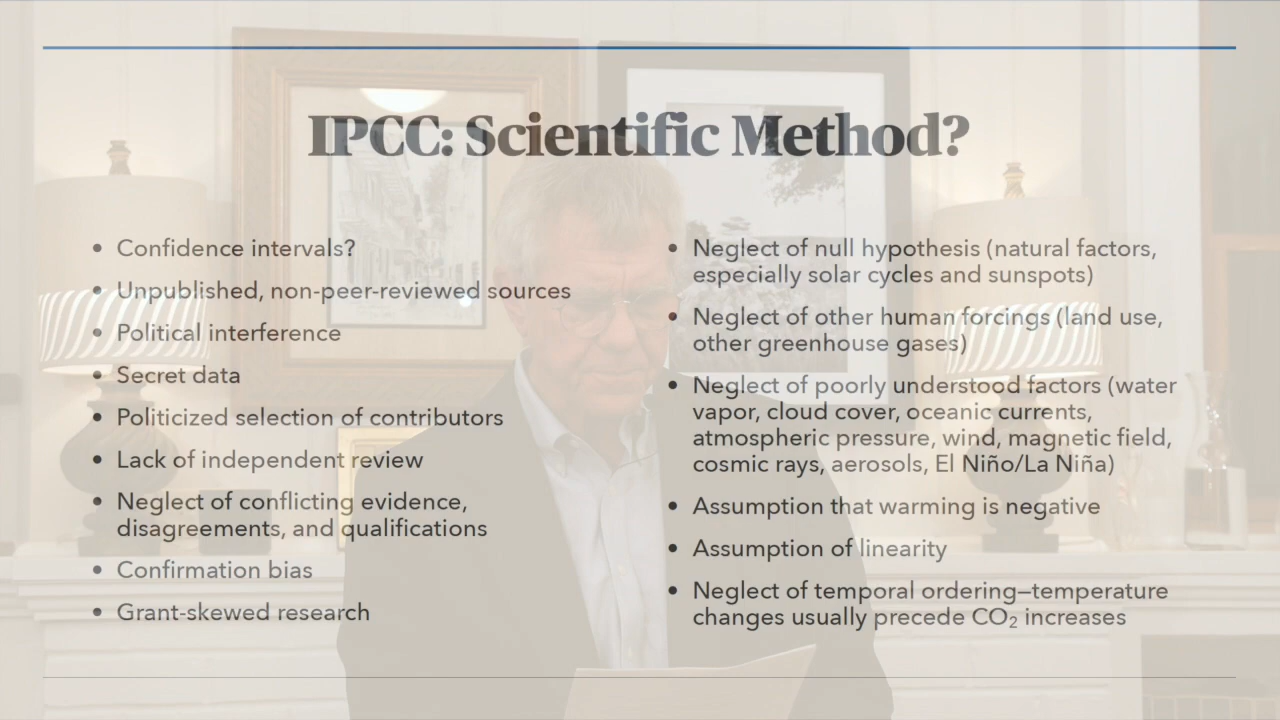 IPCC: Scientific Method?
• Confidence intervals?
• Unpublished, non-peer-reviewed sources
• Political interference
• Secret data
• Politicized selection of contributors
• Lack of independent review
• Neglect of conflicting evidence,
disagreements, and qualifications
• Confirmation bias
• Grant-skewed research
• Neglect of null hypothesis (natural factors,
especially solar cycles and sunspots)
• Neglect of other human forcings (land use,
other greenhouse gases)
• Neglect of poorly understood factors (water
vapor, cloud cover, oceanic currents,
atmospheric pressure, wind, magnetic field,
cosmic rays, aerosols, El Niño/La Niña)
• Assumption that warming is negative
• Assumption of linearity
• Neglect of temporal ordering—temperature
changes usually precede CO₂ increases